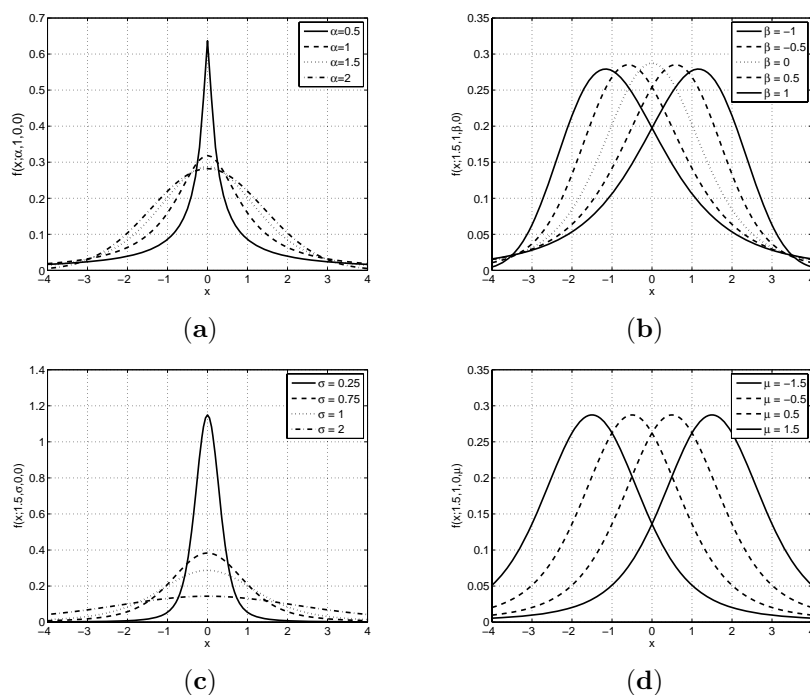 0.7
0.6
0.5
0.4
0.3
0.2
0.1
0
f(x;α,1,0,0)
−4 −3 −2 −1 0 1 2 3 4
x
α=0.5
α=1
α=1.5
α=2
(a)
0.35
0.3
0.25
0.2
0.15
0.1
0.05
0
f(x;1.5,1,β,0)
−4 −3 −2 −1 0 1 2 3 4
x
β = −1
β = −0.5
β = 0
β = 0.5
β = 1
(b)
1.4
1.2
1
0.8
0.6
0.4
0.2
0
f(x;1.5,σ,0,0)
−4 −3 −2 −1 0 1 2 3 4
x
σ = 0.25
σ = 0.75
σ = 1
σ = 2
(c)
0.35
0.3
0.25
0.2
0.15
0.1
0.05
0
f(x;1.5,1,0,μ)
−4 −3 −2 −1 0 1 2 3 4
x
μ = −1.5
μ = −0.5
μ = 0.5
μ = 1.5
(d)